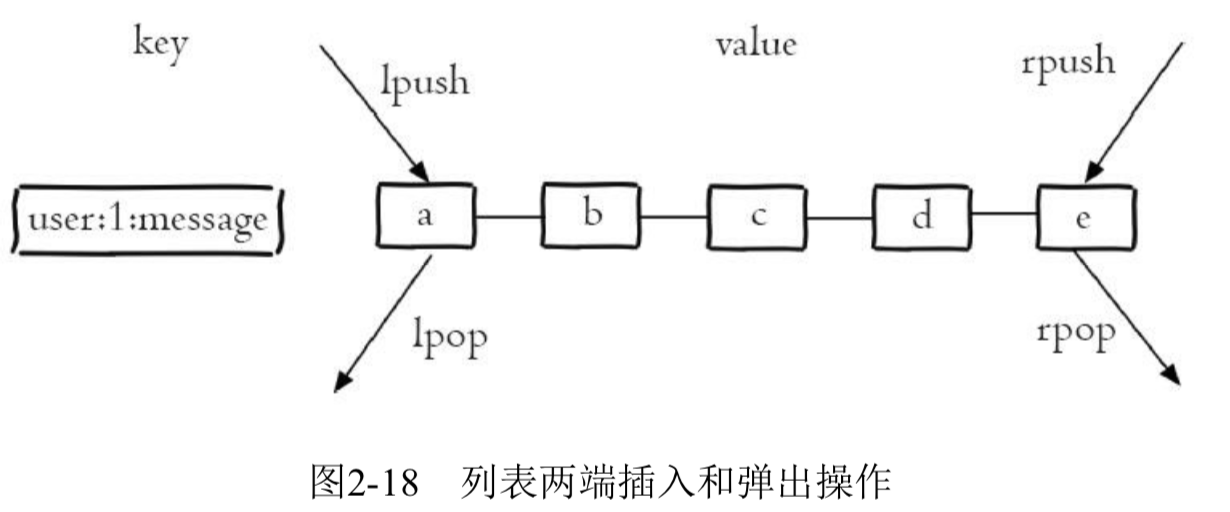 key
value
lpush
rpush
user:1:message
a
b
c
d
e
lpop
rpop
图2-18 列表两端插入和弹出操作